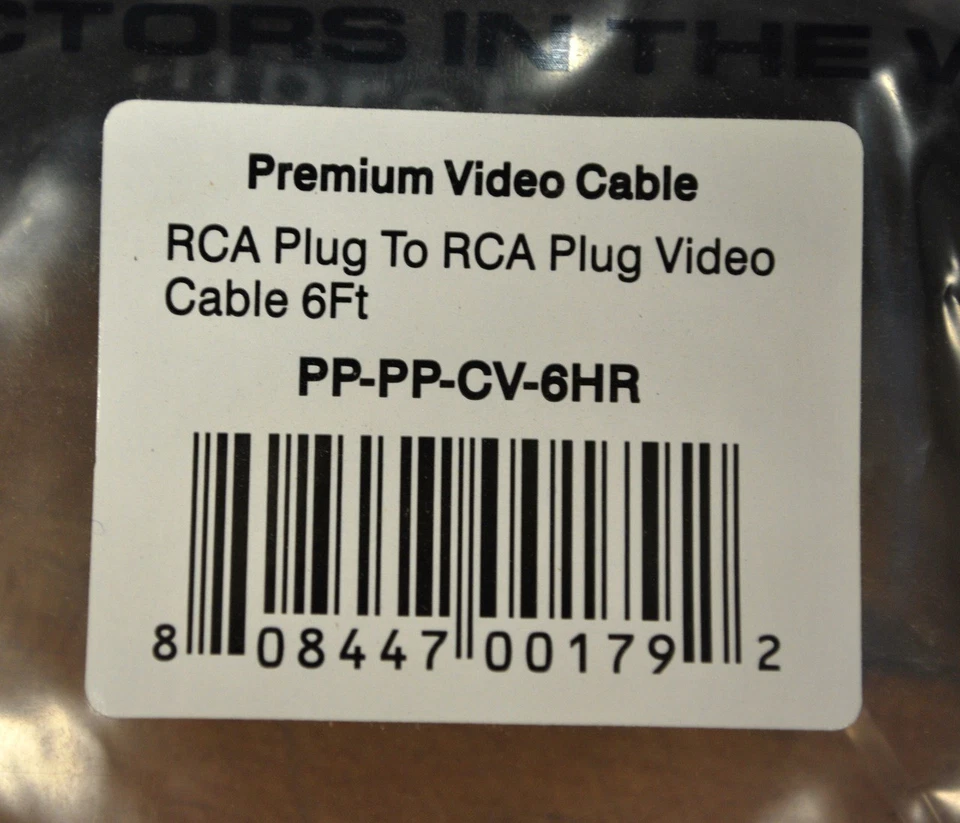 CTORS IN THE
Premium Video Cable
RCA Plug To RCA Plug Video
Cable 6Ft
PP-PP-CV-6HR
8 08447 00179 2